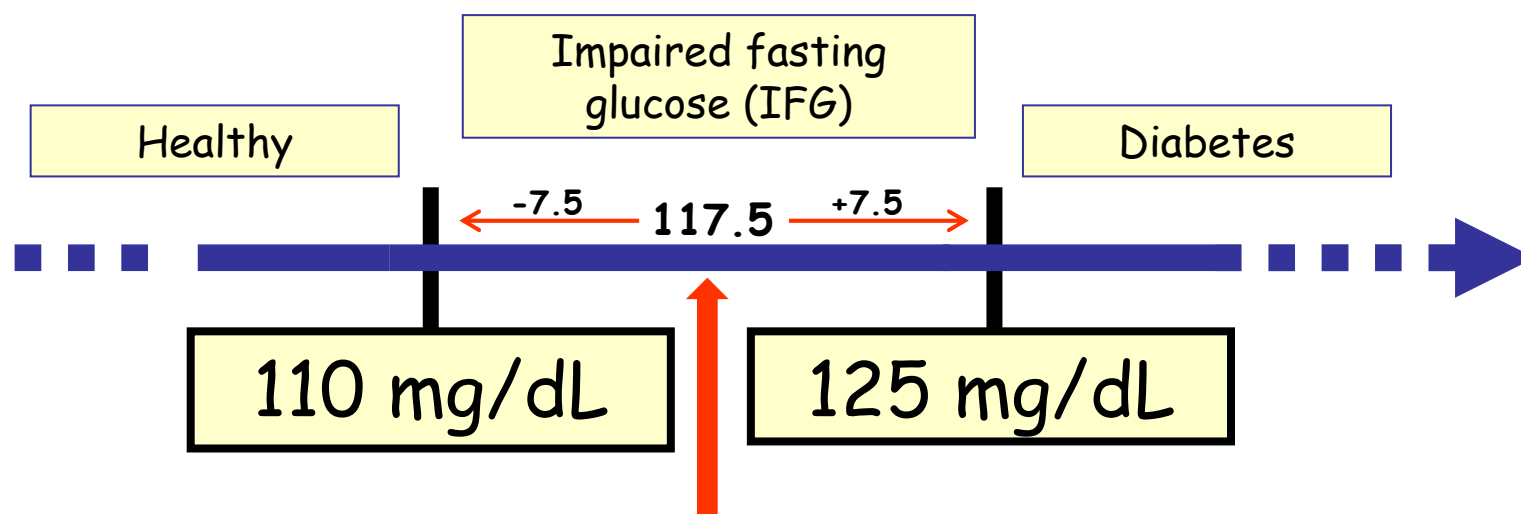 Impaired fasting
glucose (IFG)
Healthy
Diabetes
-7.5
117.5
+7.5
110 mg/dL
125 mg/dL